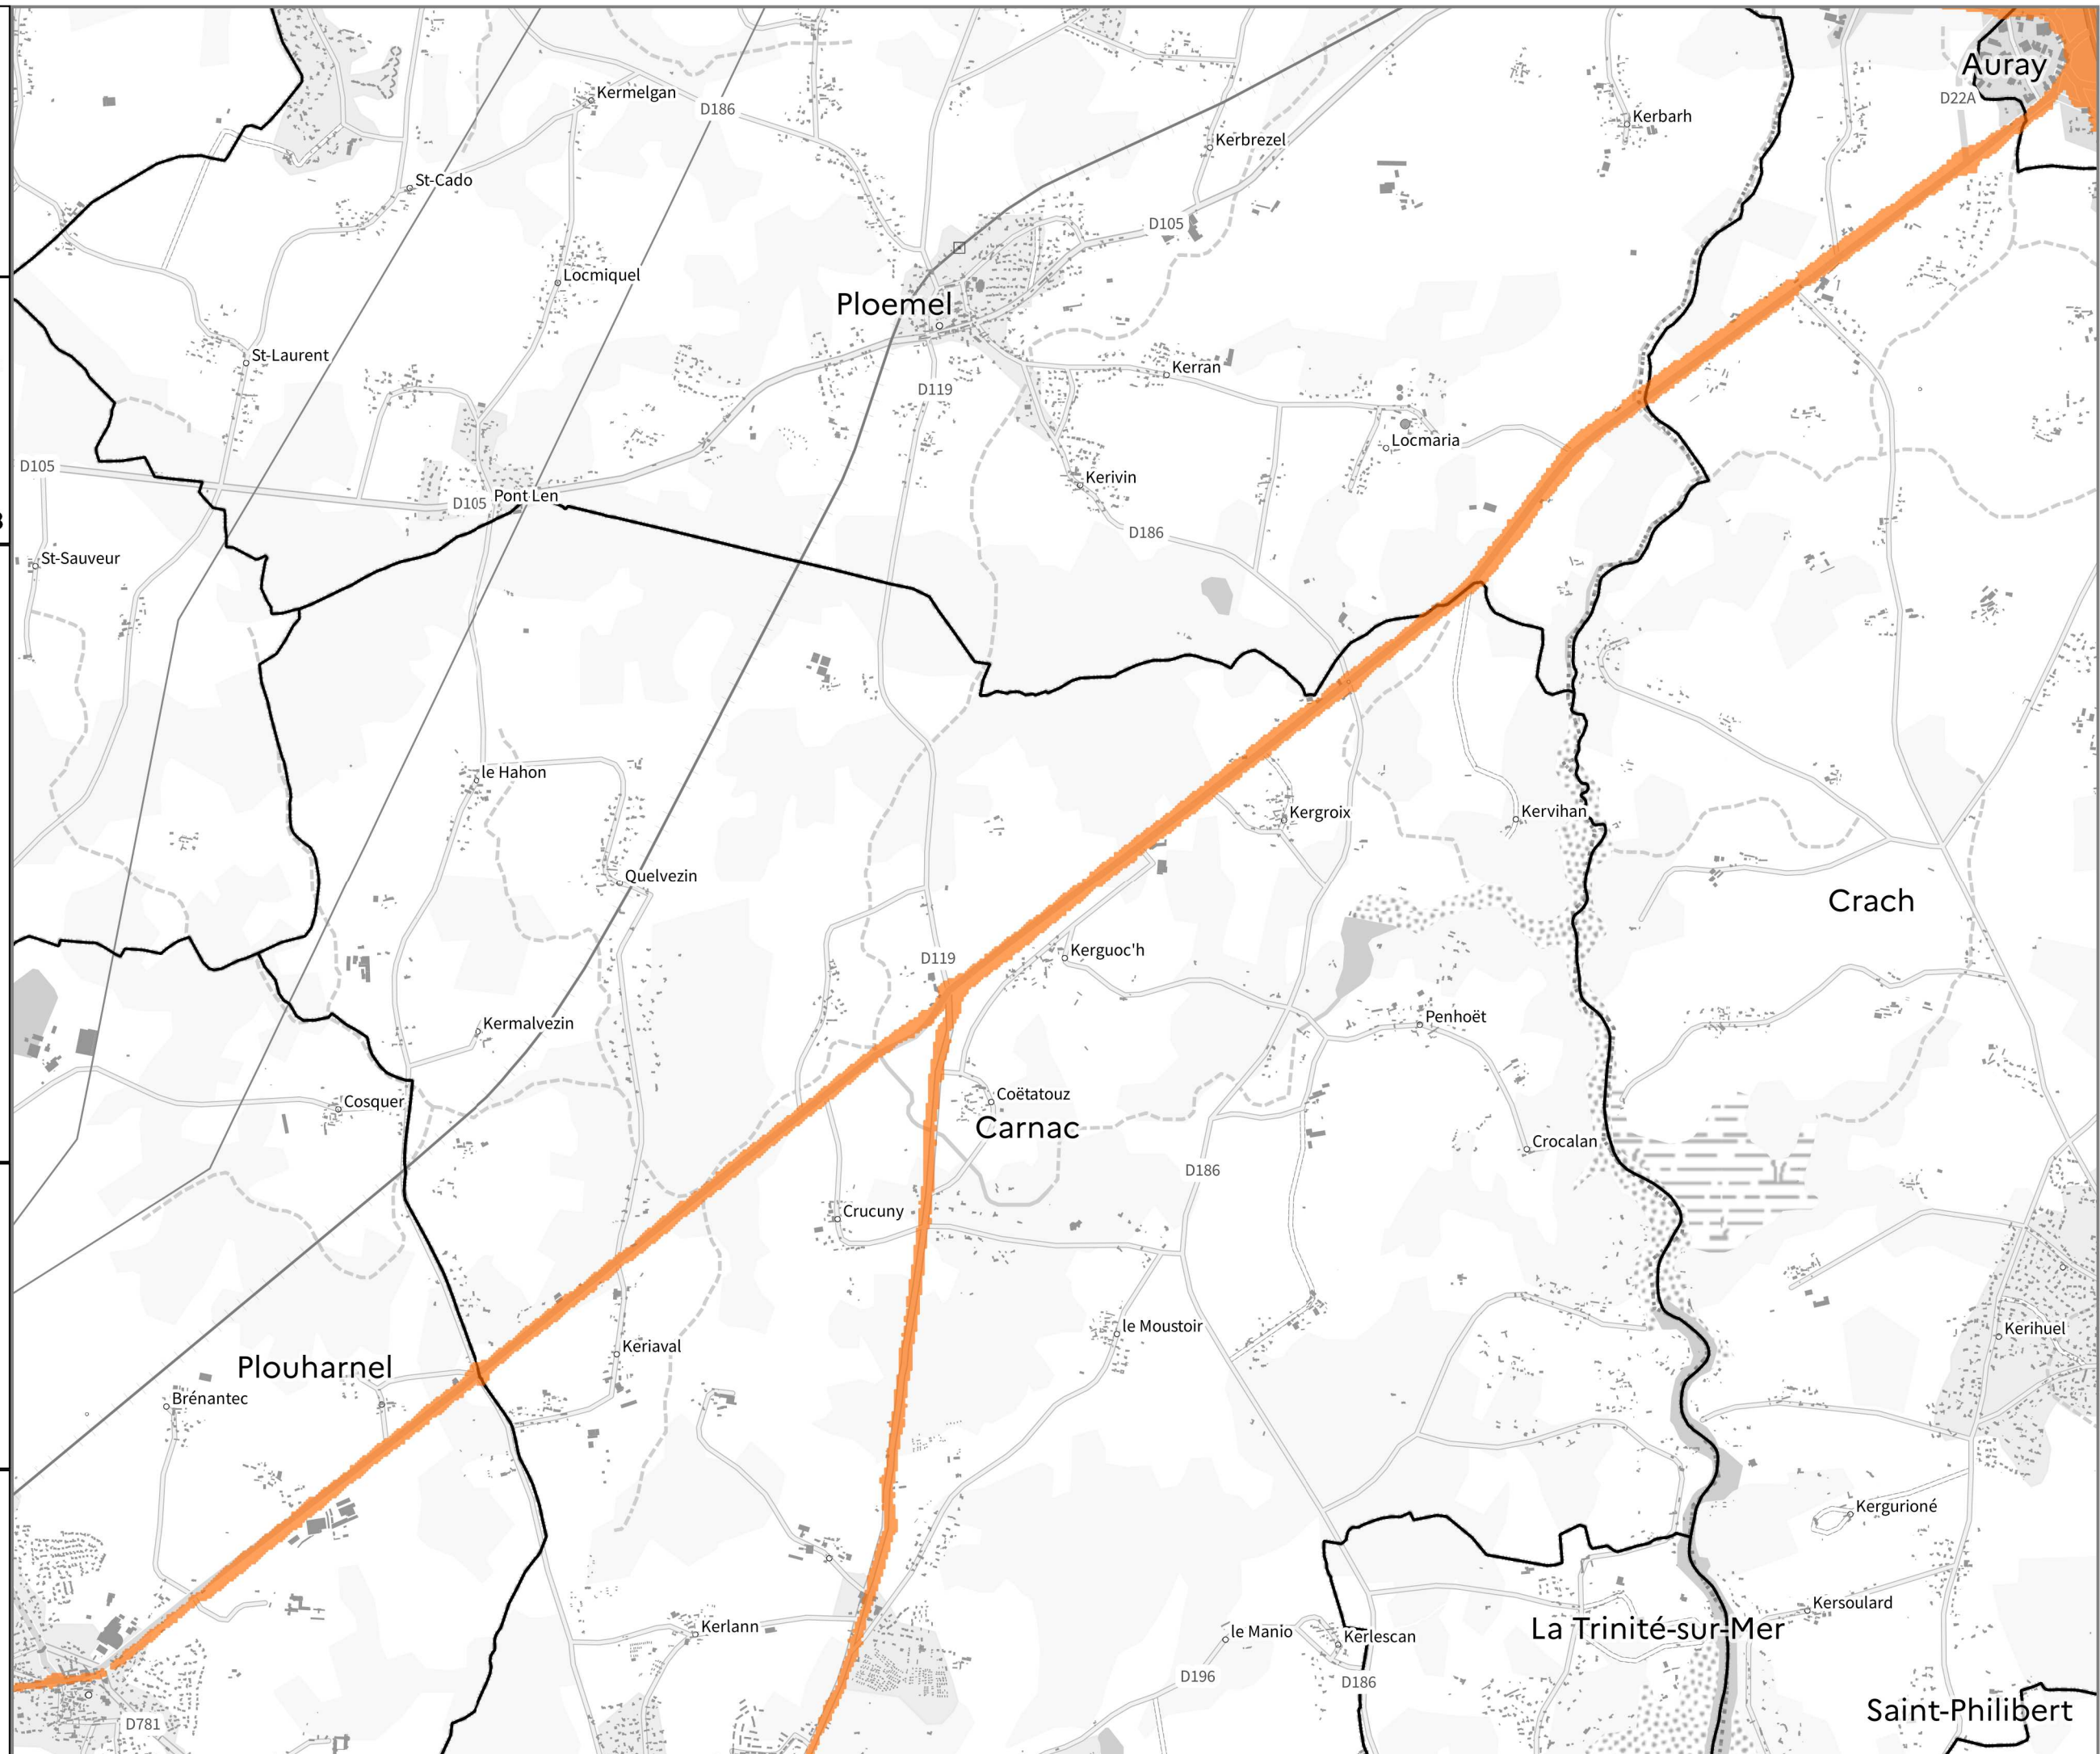 Auray
D22A
Kermelgan
D186
Kerbarh
Kerbrezel
St-Cado
D105
Locmiquel
Ploemel
St-Laurent
Kerran
D119
Locmaria
D105
Kerivin
Pont Len
D105
D186
St-Sauveur
le Hahon
Kergroix
Kervihan
Quelvezin
Crach
Kerguoc'h
D119
Penhoët
Kermalvezin
Coëtatouz
Cosquer
Carnac
Crocalan
D186
Crucuny
le Moustoir
Kerihuel
Keriaval
Plouharnel
Brénantec
Kergurioné
Kersoulard
Kerlann
La Trinité-sur-Mer
le Manio
Kerlescan
D196
D186
Saint-Philibert
D781